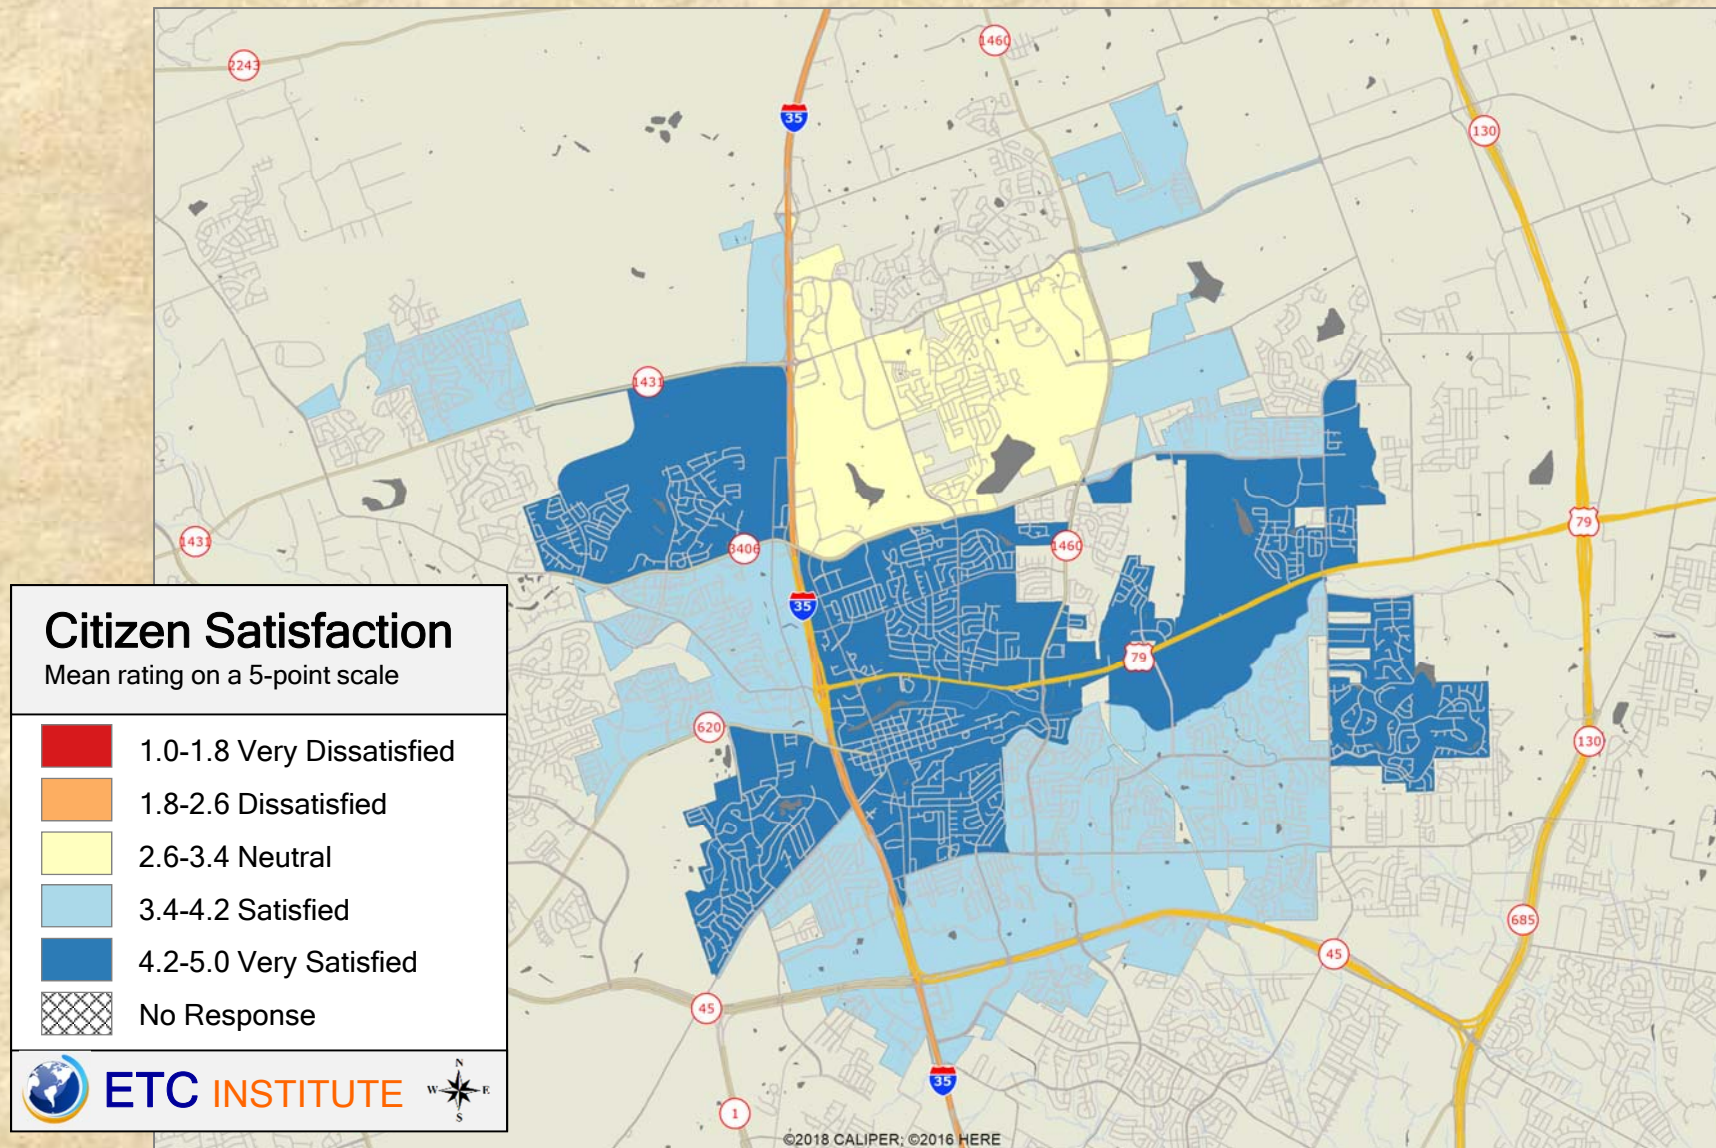 2243
1460
35
130
1431
1431
3406
1460
79
35
79
620
130
685
45
45
35
1
Citizen Satisfaction
Mean rating on a 5-point scale
1.0-1.8 Very Dissatisfied
1.8-2.6 Dissatisfied
2.6-3.4 Neutral
3.4-4.2 Satisfied
4.2-5.0 Very Satisfied
No Response
ETC INSTITUTE
N
W E
S
©2018 CALIPER; ©2016 HERE